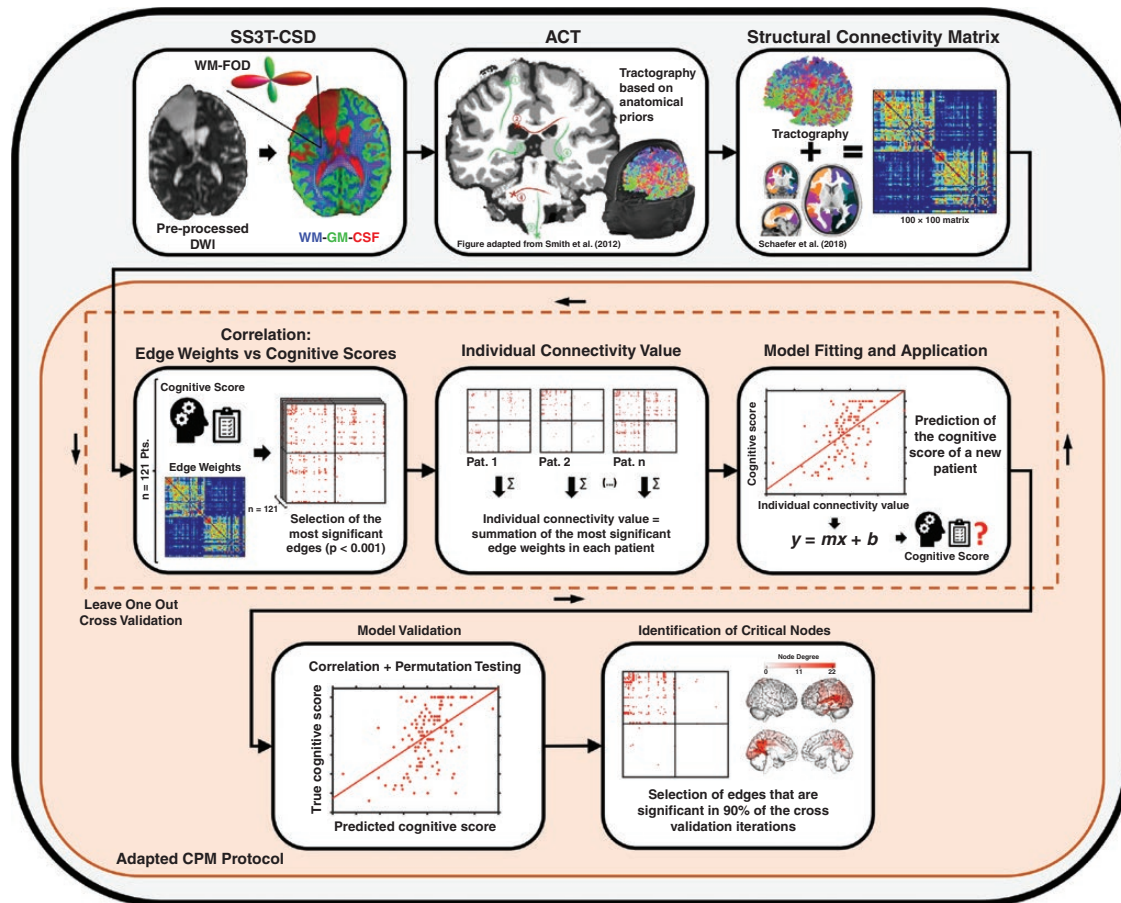 SS3T-CSD
WM-FOD
Pre-processed
DWI
WM-GM-CSF
ACT
Tractography
based on
anatomical
priors
Figure adapted from Smith et al. (2012)
Structural Connectivity Matrix
Tractography
+
=
100 × 100 matrix
Schaefer et al. (2018)
Correlation:
Edge Weights vs Cognitive Scores
n = 121 Pts.
Cognitive Score
Edge Weights
n = 121
Selection of the
most significant
edges (p < 0.001)
Individual Connectivity Value
Pat. 1
Pat. 2
Pat. n
Σ
Σ
(...)
Σ
Individual connectivity value =
summation of the most significant
edge weights in each patient
Model Fitting and Application
Cognitive score
Individual connectivity value
Prediction of
the cognitive
score of a new
patient
y = mx + b
?
Cognitive Score
Leave One Out
Cross Validation
Model Validation
Correlation + Permutation Testing
True cognitive score
Predicted cognitive score
Identification of Critical Nodes
Node Degree
0 11 22
Selection of edges that are
significant in 90% of the cross
validation iterations
Adapted CPM Protocol